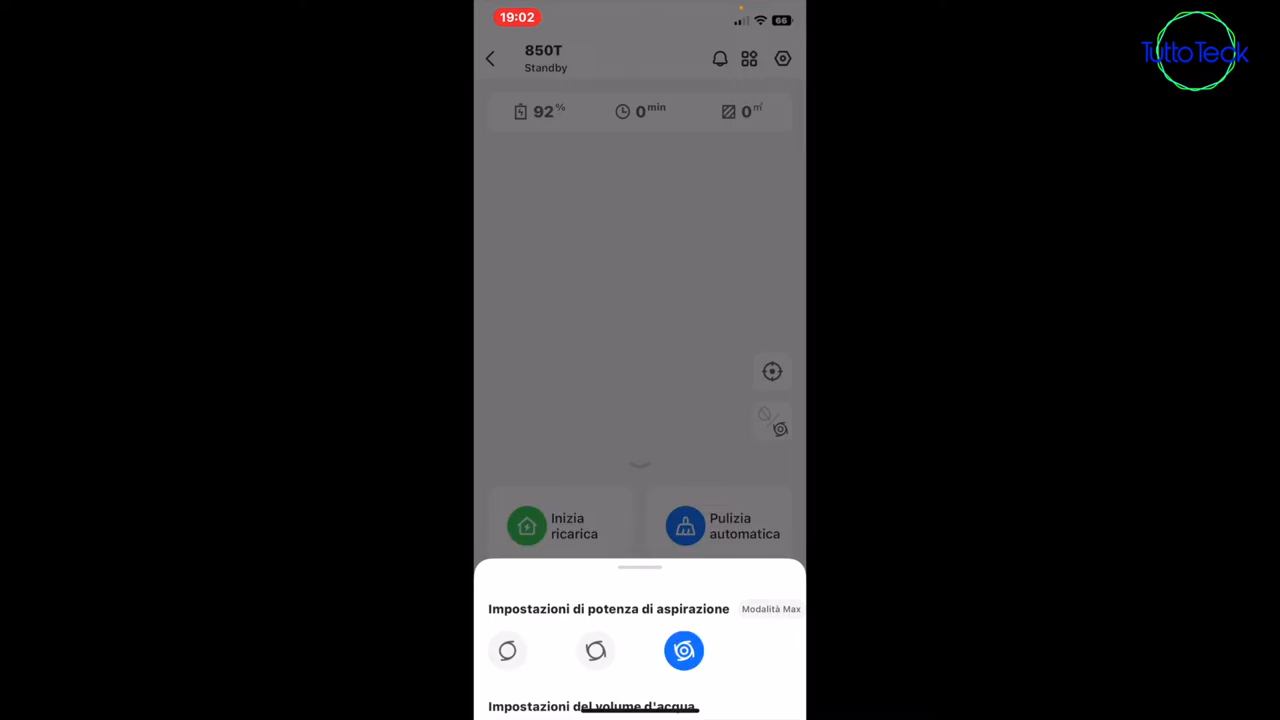 19:02
66
TuttoTeck
850T
Standby
92% 0min 0㎡
Inizia
ricarica
Pulizia
automatica
Impostazioni di potenza di aspirazione Modalità Max
Impostazioni del volume d'acqua